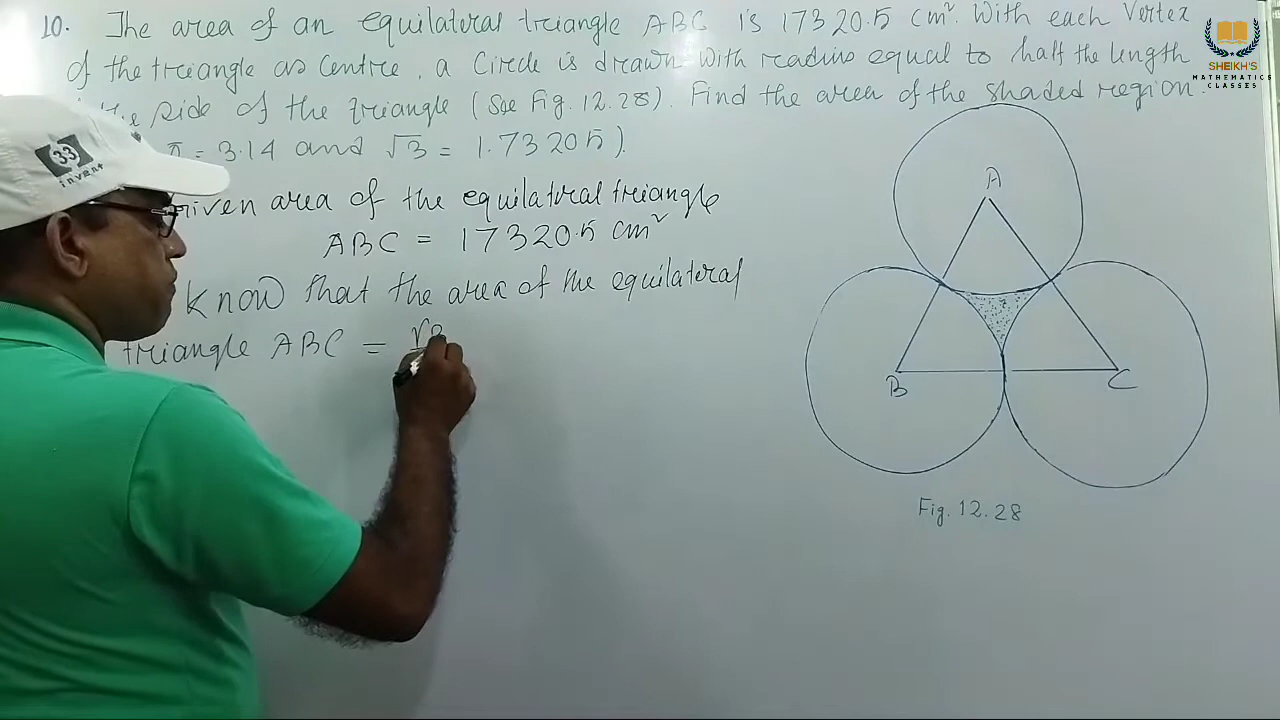 10. The area of an equilateral triangle ABC is 17320.5 cm². With each vertex
of the triangle as centre, a circle is drawn with radius equal to half the length
side of the triangle (See Fig. 12.28). Find the area of the shaded region.
π = 3.14 and √3 = 1.73205).
Given area of the equilateral triangle
ABC = 17320.5 cm²
know that the area of the equilateral
triangle ABC =
A
B
C
Fig. 12.28
33
invent
SHEIKH'S
MATHEMATICS
CLASSES